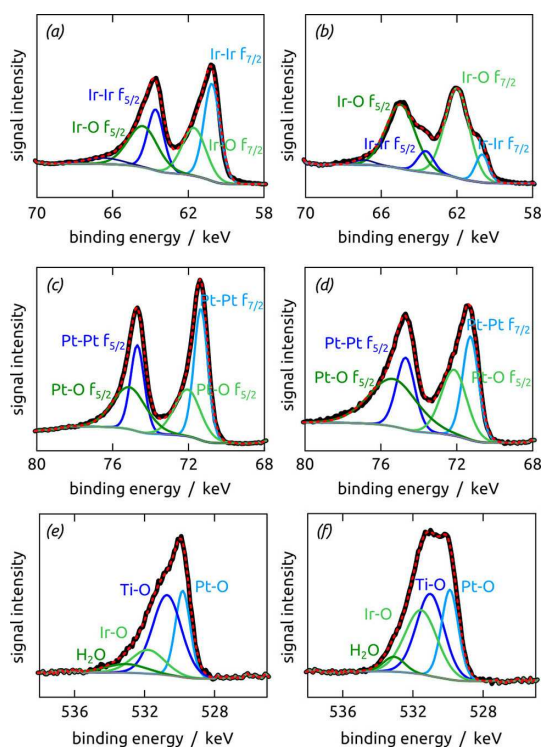 (a)
Ir-Ir f7/2
Ir-Ir f5/2
Ir-O f5/2
Ir-O f7/2
signal intensity
70 66 62 58
binding energy / keV
(b)
Ir-O f7/2
Ir-O f5/2
Ir-Ir f5/2
Ir-Ir f7/2
signal intensity
70 66 62 58
binding energy / keV
(c)
Pt-Pt f7/2
Pt-Pt f5/2
Pt-O f5/2
Pt-O f5/2
signal intensity
80 76 72 68
binding energy / keV
(d)
Pt-Pt f7/2
Pt-Pt f5/2
Pt-O f5/2
Pt-O f5/2
signal intensity
80 76 72 68
binding energy / keV
(e)
Ti-O
Pt-O
Ir-O
H2O
signal intensity
536 532 528
binding energy / keV
(f)
Ti-O
Pt-O
Ir-O
H2O
signal intensity
536 532 528
binding energy / keV